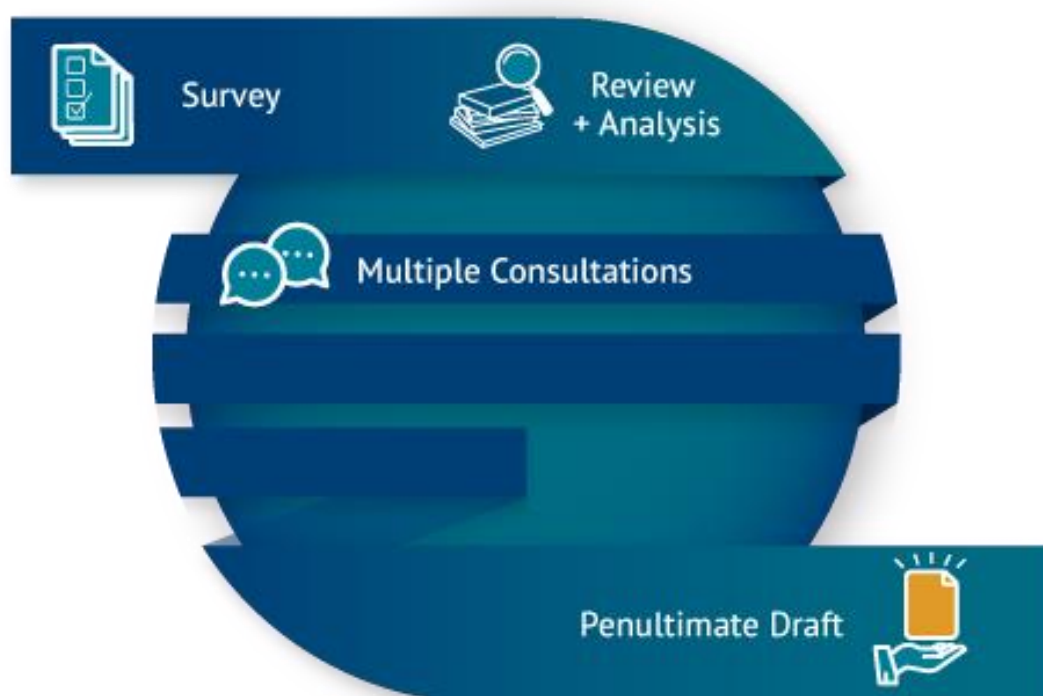 Survey
Review
+ Analysis
Multiple Consultations
Penultimate Draft